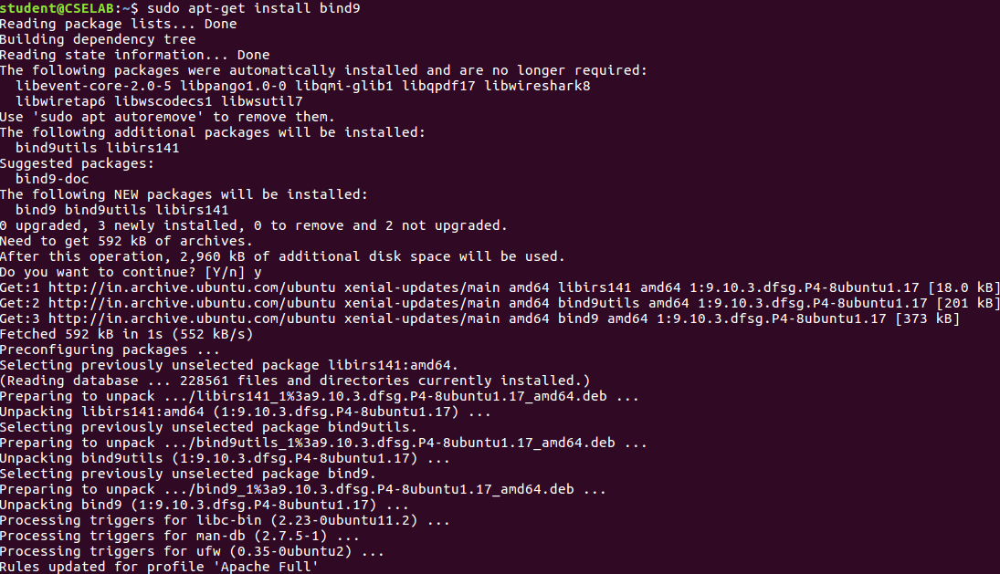 student@CSELAB:~$ sudo apt-get install bind9
Reading package lists... Done
Building dependency tree
Reading state information... Done
The following packages were automatically installed and are no longer required:
  libevent-core-2.0-5 libpango1.0-0 libqmi-glib1 libqpdf17 libwireshark8
  libwiretap6 libwscodecs1 libwsutil7
Use 'sudo apt autoremove' to remove them.
The following additional packages will be installed:
  bind9utils libirs141
Suggested packages:
  bind9-doc
The following NEW packages will be installed:
  bind9 bind9utils libirs141
0 upgraded, 3 newly installed, 0 to remove and 2 not upgraded.
Need to get 592 kB of archives.
After this operation, 2,960 kB of additional disk space will be used.
Do you want to continue? [Y/n] y
Get:1 http://in.archive.ubuntu.com/ubuntu xenial-updates/main amd64 libirs141 amd64 1:9.10.3.dfsg.P4-8ubuntu1.17 [18.0 kB]
Get:2 http://in.archive.ubuntu.com/ubuntu xenial-updates/main amd64 bind9utils amd64 1:9.10.3.dfsg.P4-8ubuntu1.17 [201 kB]
Get:3 http://in.archive.ubuntu.com/ubuntu xenial-updates/main amd64 bind9 amd64 1:9.10.3.dfsg.P4-8ubuntu1.17 [373 kB]
Fetched 592 kB in 1s (552 kB/s)
Preconfiguring packages ...
Selecting previously unselected package libirs141:amd64.
(Reading database ... 228561 files and directories currently installed.)
Preparing to unpack .../libirs141_1%3a9.10.3.dfsg.P4-8ubuntu1.17_amd64.deb ...
Unpacking libirs141:amd64 (1:9.10.3.dfsg.P4-8ubuntu1.17) ...
Selecting previously unselected package bind9utils.
Preparing to unpack .../bind9utils_1%3a9.10.3.dfsg.P4-8ubuntu1.17_amd64.deb ...
Unpacking bind9utils (1:9.10.3.dfsg.P4-8ubuntu1.17) ...
Selecting previously unselected package bind9.
Preparing to unpack .../bind9_1%3a9.10.3.dfsg.P4-8ubuntu1.17_amd64.deb ...
Unpacking bind9 (1:9.10.3.dfsg.P4-8ubuntu1.17) ...
Processing triggers for libc-bin (2.23-0ubuntu11.2) ...
Processing triggers for man-db (2.7.5-1) ...
Processing triggers for ufw (0.35-0ubuntu2) ...
Rules updated for profile 'Apache Full'